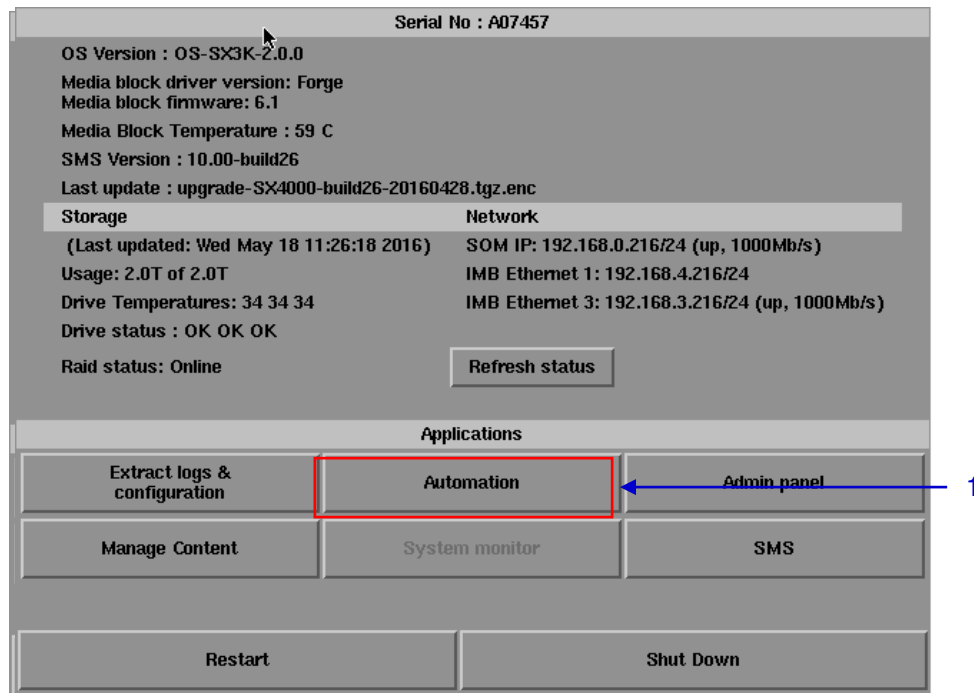 Serial No : A07457
OS Version : OS-SX3K-2.0.0
Media block driver version: Forge
Media block firmware: 6.1
Media Block Temperature : 59 C
SMS Version : 10.00-build26
Last update : upgrade-SX4000-build26-20160428.tgz.enc
Storage
Network
(Last updated: Wed May 18 11:26:18 2016)
SOM IP: 192.168.0.216/24 (up, 1000Mb/s)
Usage: 2.0T of 2.0T
IMB Ethernet 1: 192.168.4.216/24
Drive Temperatures: 34 34 34
IMB Ethernet 3: 192.168.3.216/24 (up, 1000Mb/s)
Drive status : OK OK OK
Raid status: Online
Refresh status
Applications
Extract logs &
configuration
Automation
Admin panel
1
Manage Content
System monitor
SMS
Restart
Shut Down